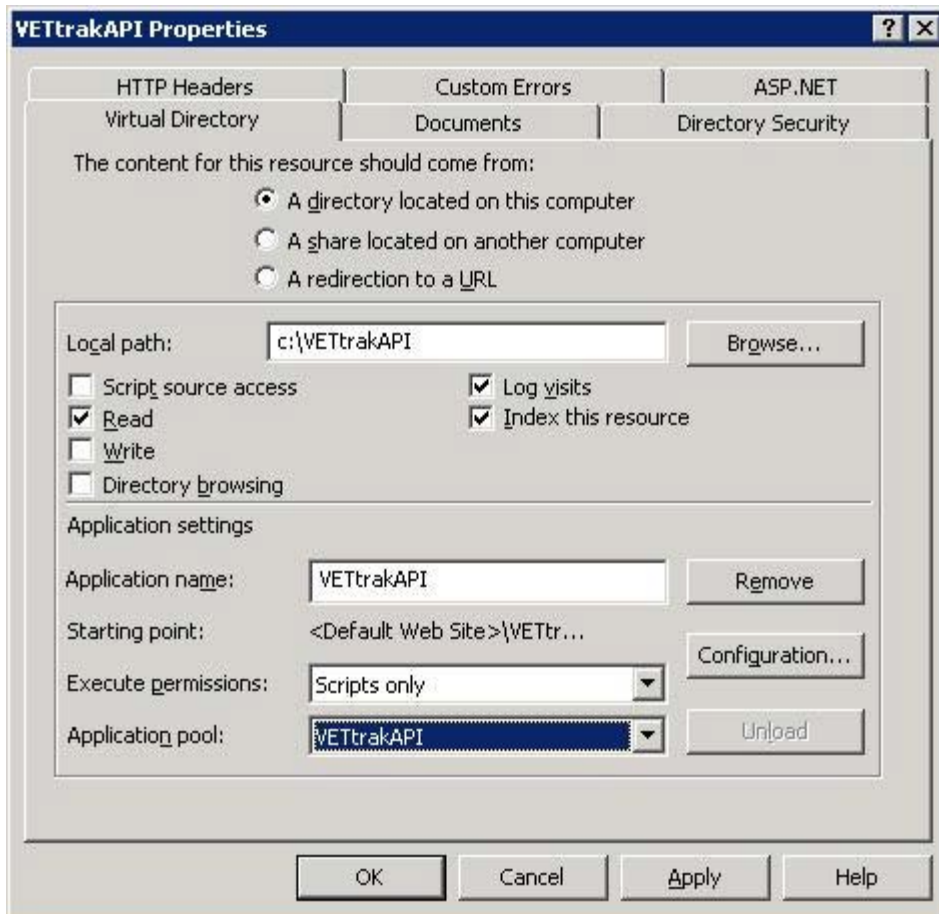 VETtrakAPI Properties
HTTP Headers
Custom Errors
ASP.NET
Virtual Directory
Documents
Directory Security
The content for this resource should come from:
A directory located on this computer
A share located on another computer
A redirection to a URL
Local path:
c:\VETtrakAPI
Browse...
Script source access
Log visits
Read
Index this resource
Write
Directory browsing
Application settings
Application name:
VETtrakAPI
Remove
Starting point:
<Default Web Site>\VETtr...
Configuration...
Execute permissions:
Scripts only
Application pool:
VETtrakAPI
Unload
OK
Cancel
Apply
Help